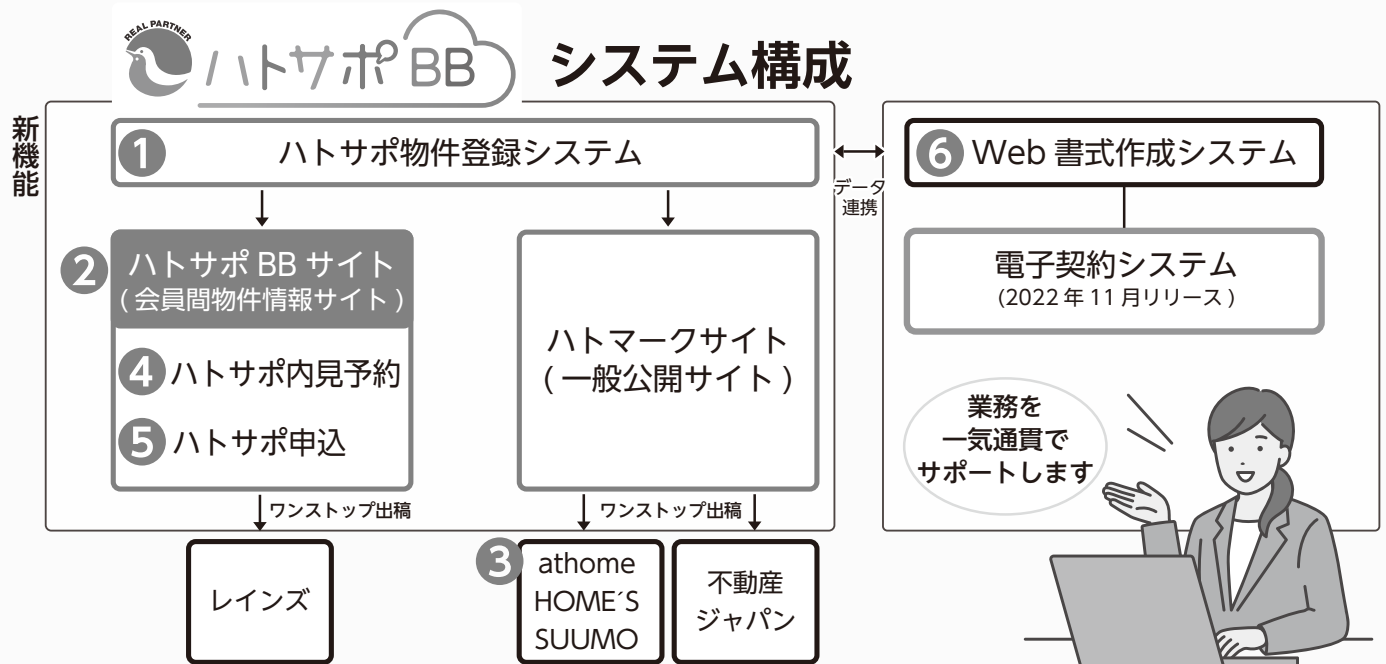 REAL PARTNER
ハトサポBB
システム構成
新機能
1 ハトサポ物件登録システム
データ
連携
6 Web 書式作成システム
2 ハトサポ BB サイト
( 会員間物件情報サイト )
4 ハトサポ内見予約
5 ハトサポ申込
ハトマークサイト
( 一般公開サイト )
電子契約システム
(2022 年 11 月リリース )
業務を
一気通貫で
サポートします
ワンストップ出稿
ワンストップ出稿
レインズ
3 athome
HOME´S
SUUMO
不動産
ジャパン